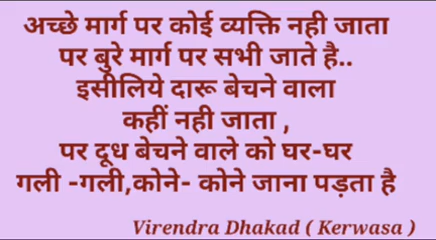 अच्छे मार्ग पर कोई व्यक्ति नही जाता
पर बुरे मार्ग पर सभी जाते है..
इसीलिये दारू बेचने वाला
कहीं नही जाता ,
पर दूध बेचने वाले को घर-घर
गली -गली,कोने- कोने जाना पड़ता है
Virendra Dhakad ( Kerwasa )